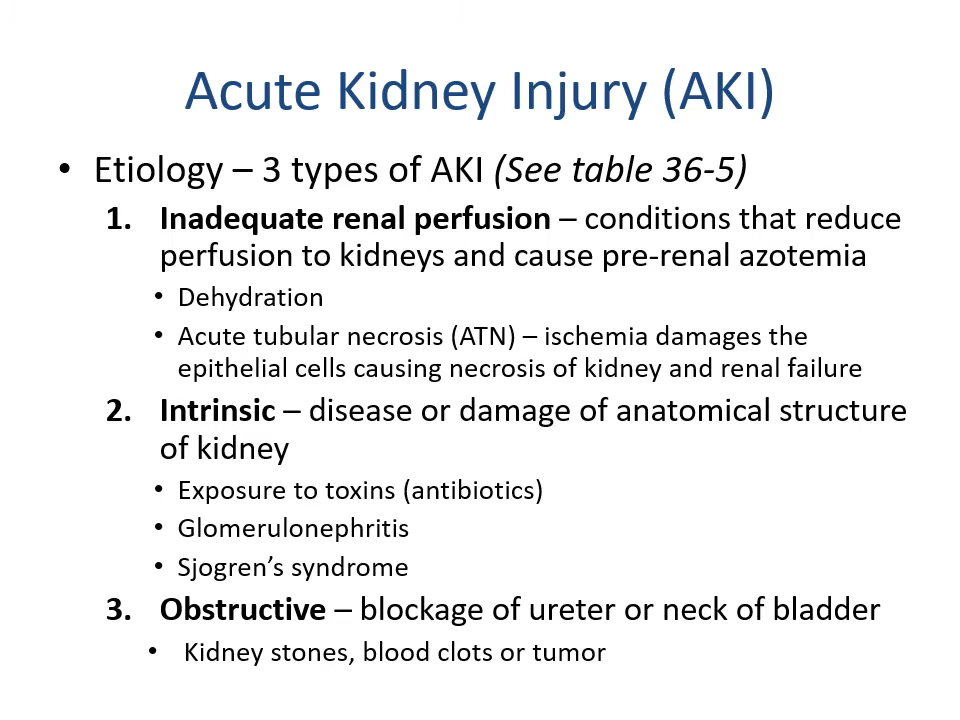 Acute Kidney Injury (AKI)
• Etiology – 3 types of AKI (See table 36-5)
1. Inadequate renal perfusion – conditions that reduce
perfusion to kidneys and cause pre-renal azotemia
• Dehydration
• Acute tubular necrosis (ATN) – ischemia damages the
epithelial cells causing necrosis of kidney and renal failure
2. Intrinsic – disease or damage of anatomical structure
of kidney
• Exposure to toxins (antibiotics)
• Glomerulonephritis
• Sjogren’s syndrome
3. Obstructive – blockage of ureter or neck of bladder
• Kidney stones, blood clots or tumor